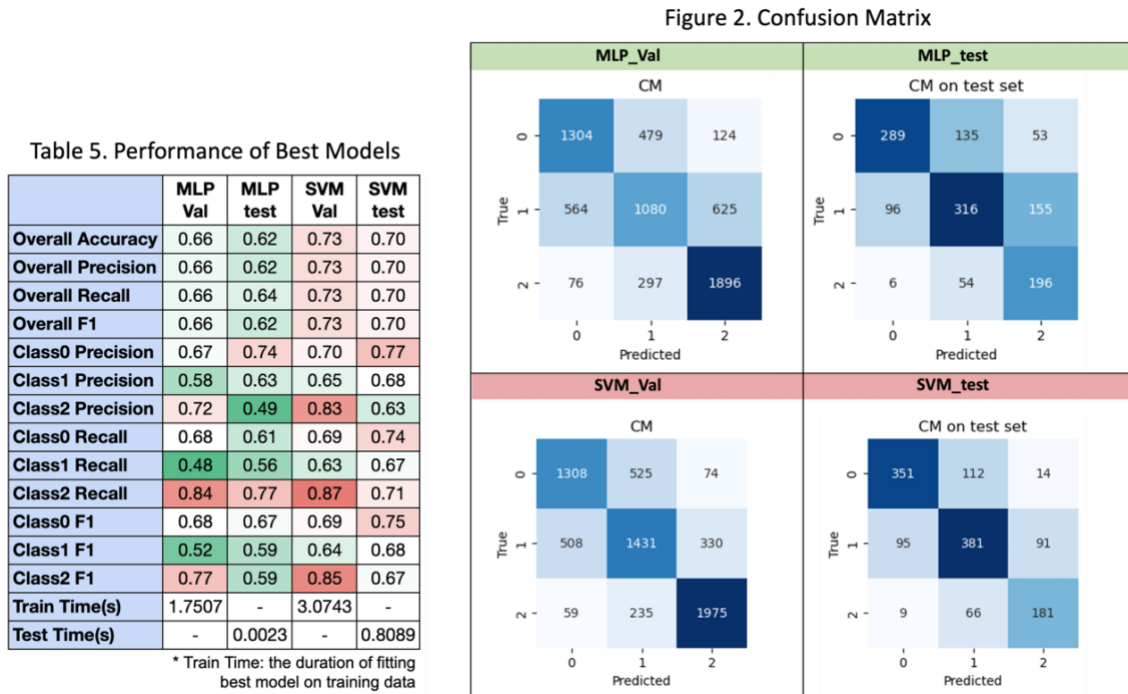 Figure 2. Confusion Matrix
Table 5. Performance of Best Models
MLP Val MLP test SVM Val SVM test
Overall Accuracy 0.66 0.62 0.73 0.70
Overall Precision 0.66 0.62 0.73 0.70
Overall Recall 0.66 0.64 0.73 0.70
Overall F1 0.66 0.62 0.73 0.70
Class0 Precision 0.67 0.74 0.70 0.77
Class1 Precision 0.58 0.63 0.65 0.68
Class2 Precision 0.72 0.49 0.83 0.63
Class0 Recall 0.68 0.61 0.69 0.74
Class1 Recall 0.48 0.56 0.63 0.67
Class2 Recall 0.84 0.77 0.87 0.71
Class0 F1 0.68 0.67 0.69 0.75
Class1 F1 0.52 0.59 0.64 0.68
Class2 F1 0.77 0.59 0.85 0.67
Train Time(s) 1.7507 - 3.0743 -
Test Time(s) - 0.0023 - 0.8089
* Train Time: the duration of fitting
best model on training data
MLP_Val
CM
0 1304 479 124
True 1 564 1080 625
2 76 297 1896
0 1 2
Predicted
MLP_test
CM on test set
0 289 135 53
True 1 96 316 155
2 6 54 196
0 1 2
Predicted
SVM_Val
CM
0 1308 525 74
True 1 508 1431 330
2 59 235 1975
0 1 2
Predicted
SVM_test
CM on test set
0 351 112 14
True 1 95 381 91
2 9 66 181
0 1 2
Predicted